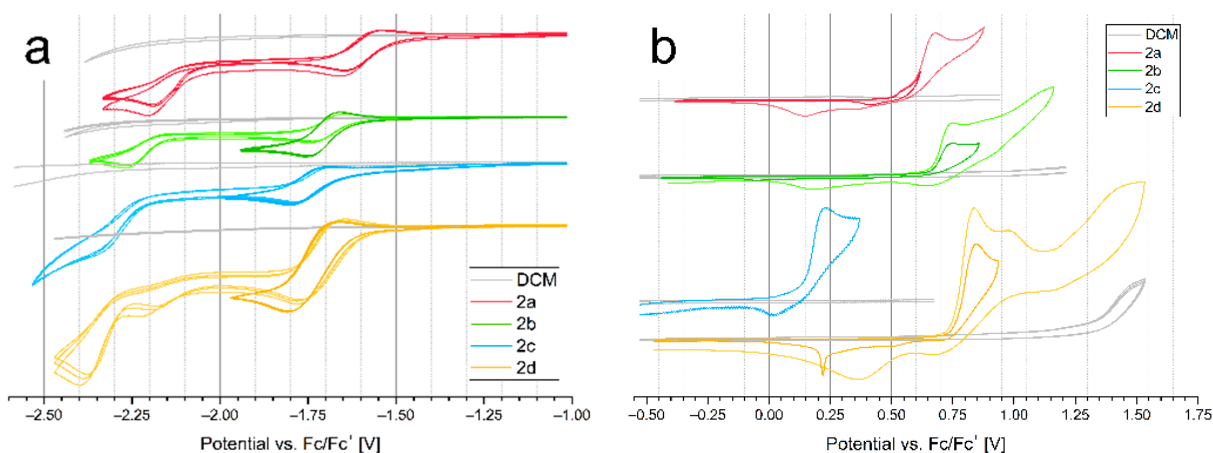 a
DCM
2a
2b
2c
2d
−2.50 −2.25 −2.00 −1.75 −1.50 −1.25 −1.00
Potential vs. Fc/Fc⁺ [V]
b
DCM
2a
2b
2c
2d
−0.50 −0.25 0.00 0.25 0.50 0.75 1.00 1.25 1.50 1.75
Potential vs. Fc/Fc⁺ [V]